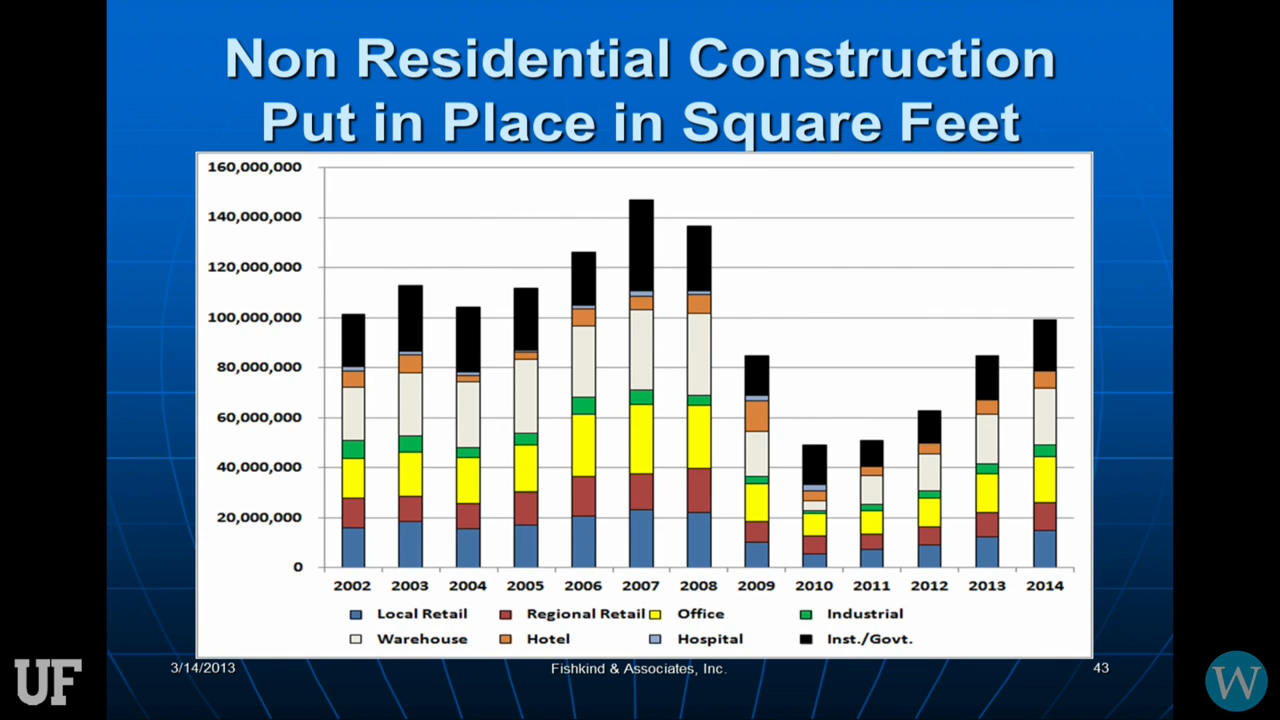 Non Residential Construction
Put in Place in Square Feet
160,000,000
140,000,000
120,000,000
100,000,000
80,000,000
60,000,000
40,000,000
20,000,000
0
2002 2003 2004 2005 2006 2007 2008 2009 2010 2011 2012 2013 2014
Local Retail Regional Retail Office Industrial
Warehouse Hotel Hospital Inst./Govt.
3/14/2013 Fishkind & Associates, Inc. 43
UF W